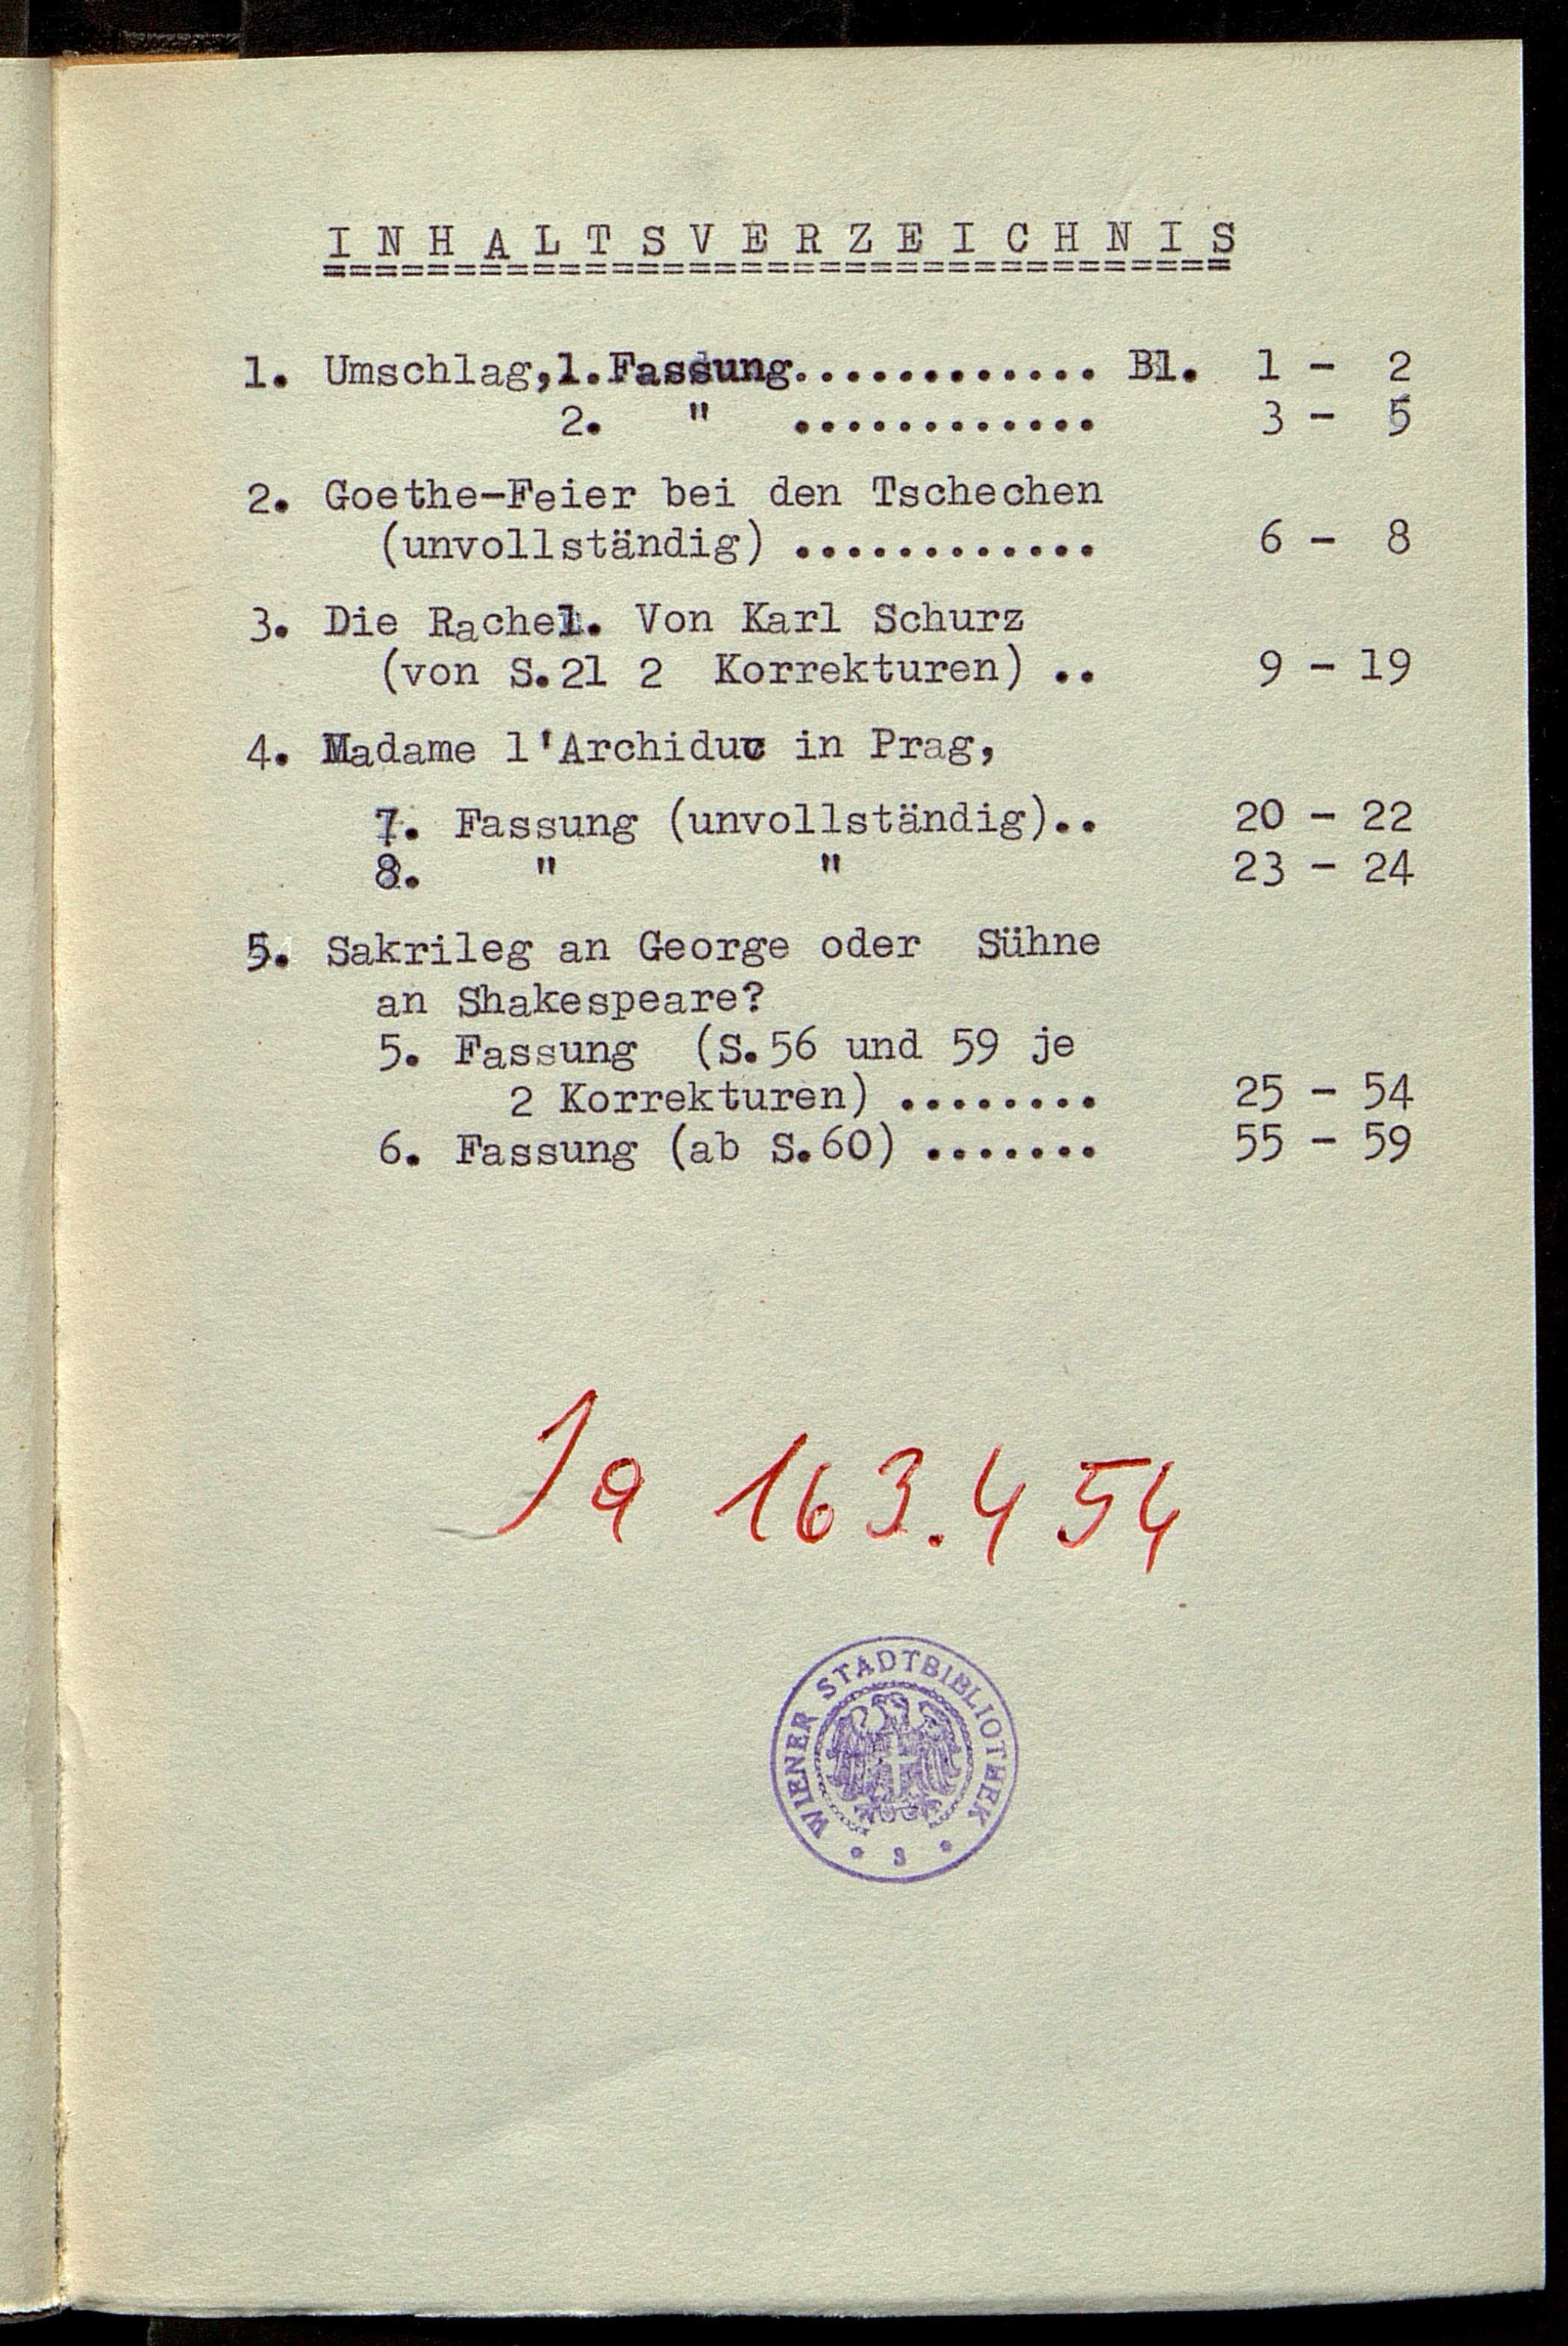 INHALTSVERZEICHNIS
1. Umschlag,1.Fassung............ Bl. 1 - 2
2. " ............ 3 - 5
2. Goethe-Feier bei den Tschechen
(unvollständig) ............ 6 - 8
3. Die Rachel. Von Karl Schurz
(von S.21 2 Korrekturen) .. 9 - 19
4. Madame l'Archiduc in Prag,
7. Fassung (unvollständig).. 20 - 22
8. " " 23 - 24
5. Sakrileg an George oder Sühne
an Shakespeare?
5. Fassung (S.56 und 59 je
2 Korrekturen) ........ 25 - 54
6. Fassung (ab S.60) ....... 55 - 59
Ja 163.454
WIENER STADTBIBLIOTHEK
S